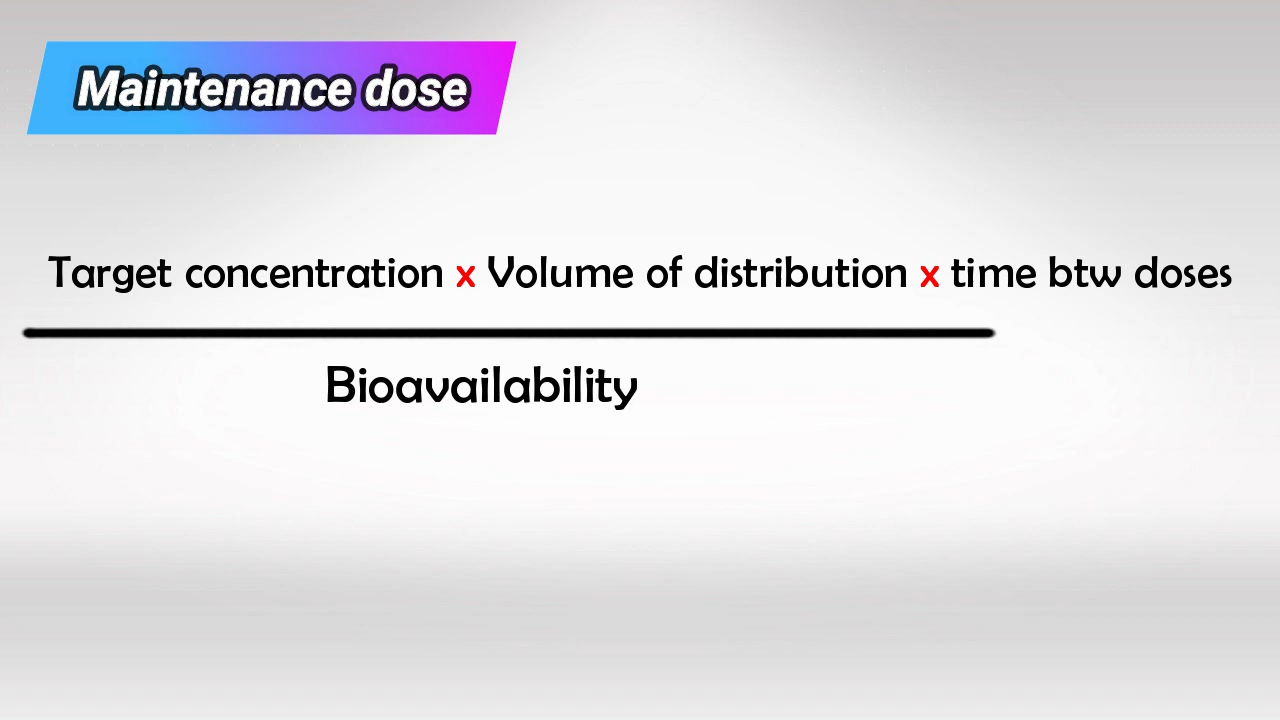 Maintenance dose
Target concentration x Volume of distribution x time btw doses
Bioavailability